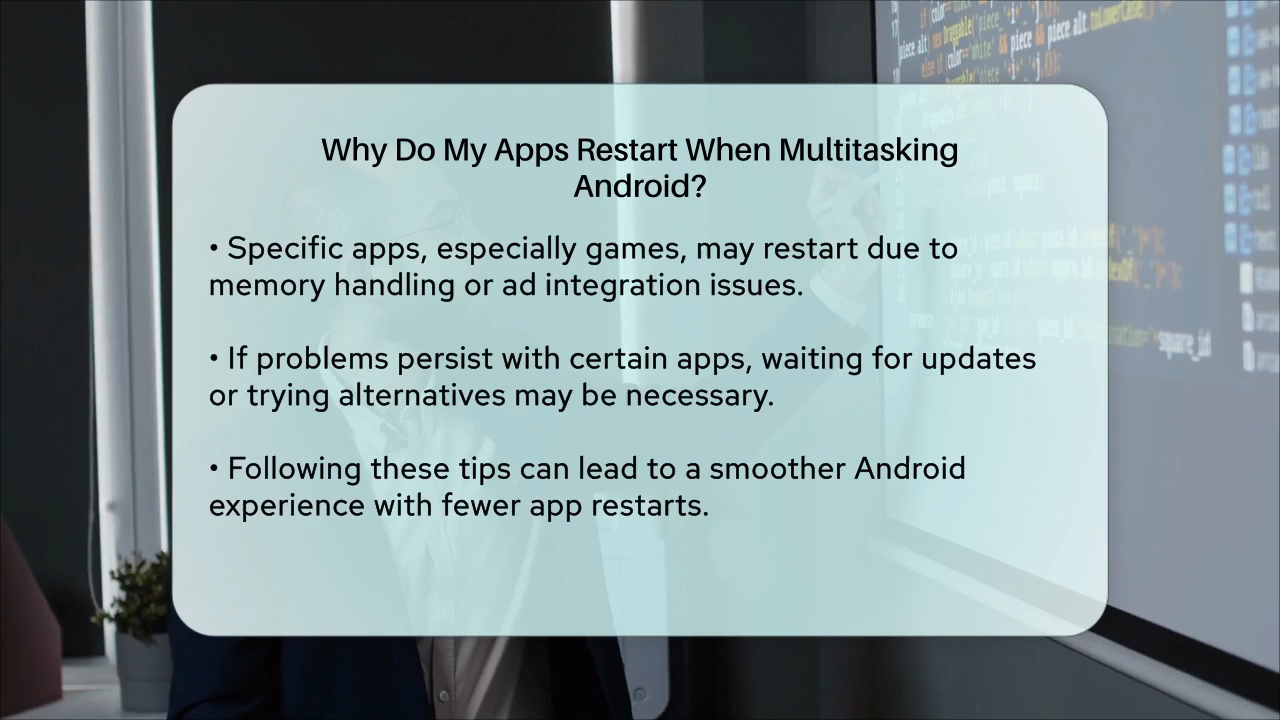 Why Do My Apps Restart When Multitasking
Android?
• Specific apps, especially games, may restart due to
memory handling or ad integration issues.
• If problems persist with certain apps, waiting for updates
or trying alternatives may be necessary.
• Following these tips can lead to a smoother Android
experience with fewer app restarts.